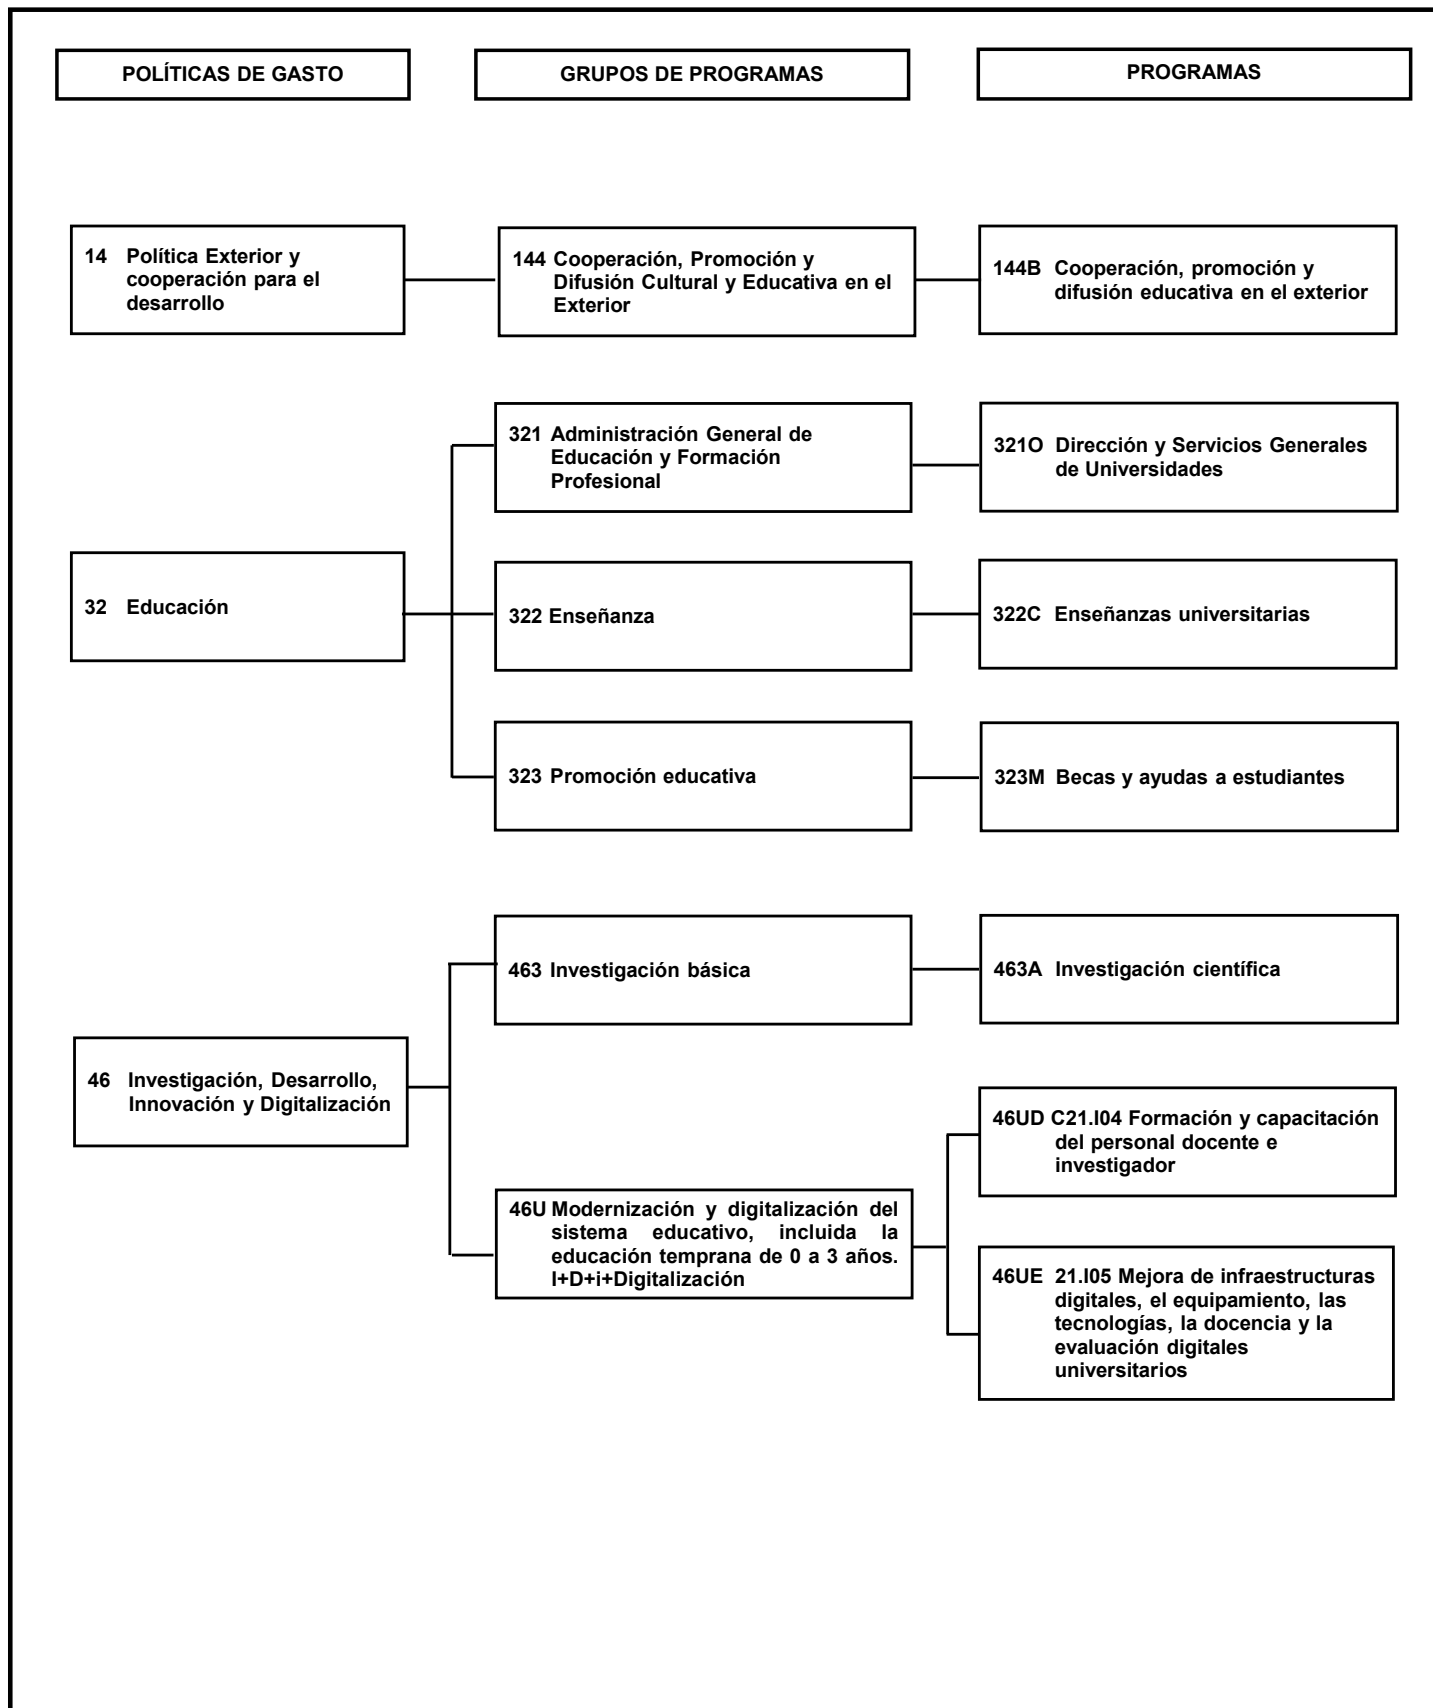 POLÍTICAS DE GASTO
GRUPOS DE PROGRAMAS
PROGRAMAS
14 Política Exterior y
cooperación para el
desarrollo
144 Cooperación, Promoción y
Difusión Cultural y Educativa en el
Exterior
144B Cooperación, promoción y
difusión educativa en el exterior
321 Administración General de
Educación y Formación
Profesional
321O Dirección y Servicios Generales
de Universidades
32 Educación
322 Enseñanza
322C Enseñanzas universitarias
323 Promoción educativa
323M Becas y ayudas a estudiantes
463 Investigación básica
463A Investigación científica
46 Investigación, Desarrollo,
Innovación y Digitalización
46UD C21.I04 Formación y capacitación
del personal docente e
investigador
46U Modernización y digitalización del
sistema educativo, incluida la
educación temprana de 0 a 3 años.
I+D+i+Digitalización
46UE 21.I05 Mejora de infraestructuras
digitales, el equipamiento, las
tecnologías, la docencia y la
evaluación digitales
universitarios